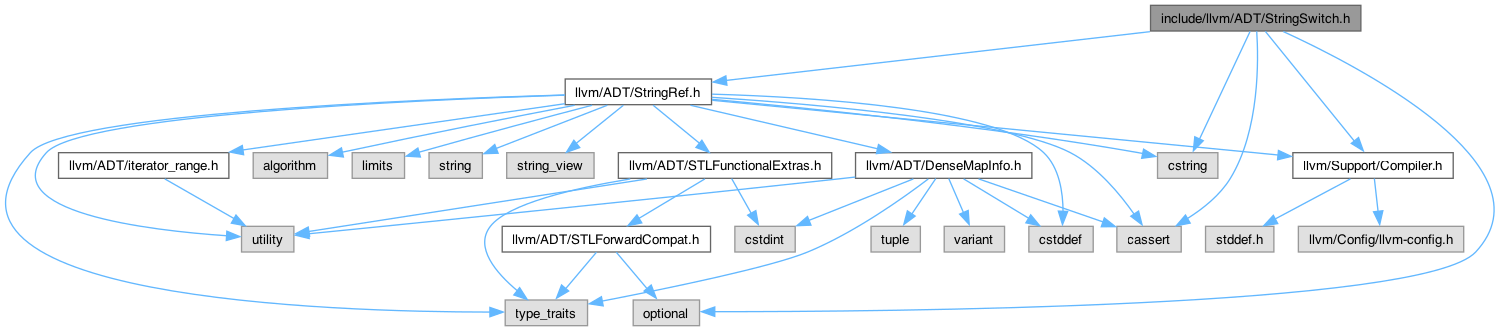 include/llvm/ADT/StringSwitch.h
llvm/ADT/StringRef.h
llvm/ADT/iterator_range.h
algorithm
limits
string
string_view
llvm/ADT/STLFunctionalExtras.h
llvm/ADT/DenseMapInfo.h
cstring
llvm/Support/Compiler.h
utility
llvm/ADT/STLForwardCompat.h
cstdint
tuple
variant
cstddef
cassert
stddef.h
llvm/Config/llvm-config.h
type_traits
optional